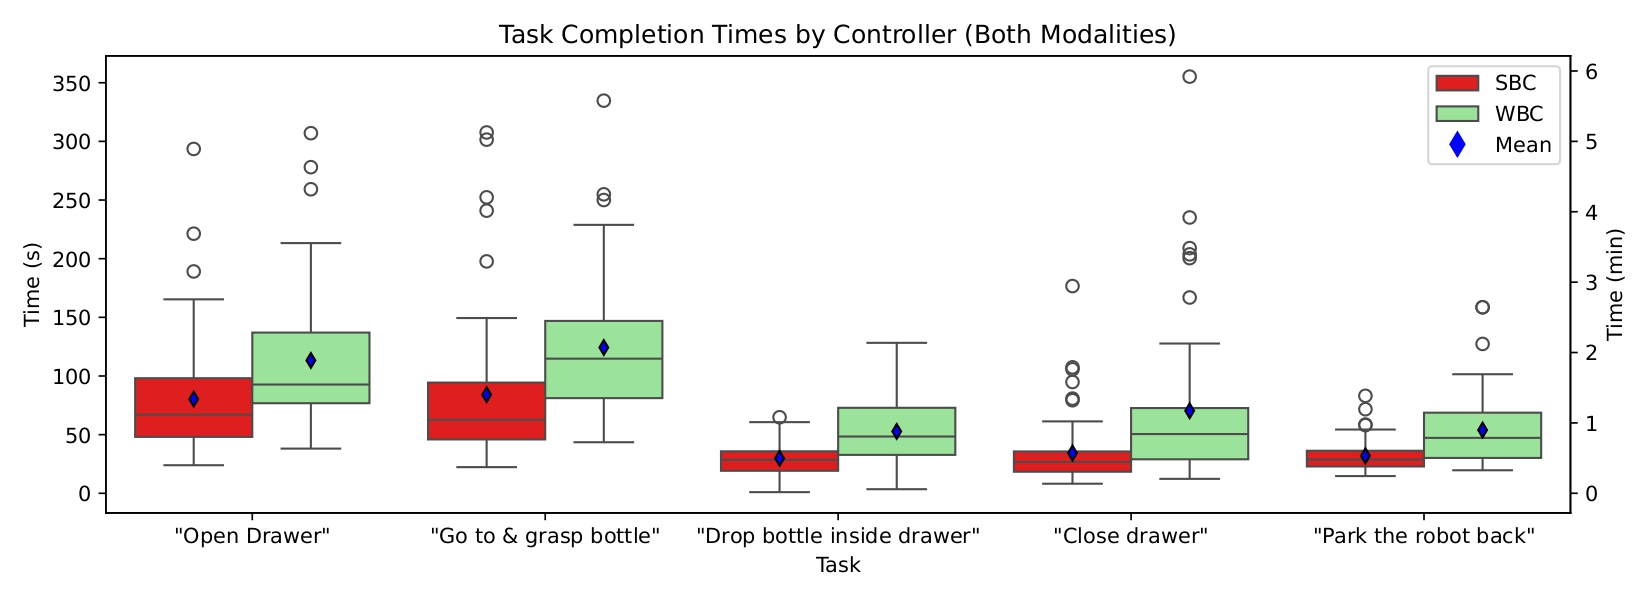 Task Completion Times by Controller (Both Modalities)
350
300
250
200
150
100
50
0
Time (s)
6
5
4
3
2
1
0
Time (min)
SBC
WBC
Mean
"Open Drawer"
"Go to & grasp bottle"
"Drop bottle inside drawer"
"Close drawer"
"Park the robot back"
Task